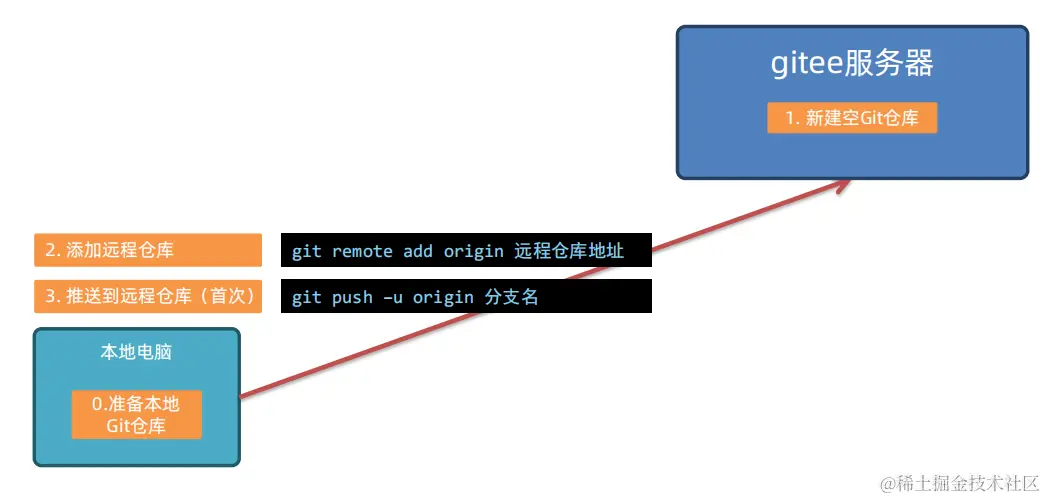 gitee服务器
1. 新建空Git仓库
2. 添加远程仓库
git remote add origin 远程仓库地址
3. 推送到远程仓库（首次）
git push –u origin 分支名
本地电脑
0.准备本地
Git仓库
@稀土掘金技术社区